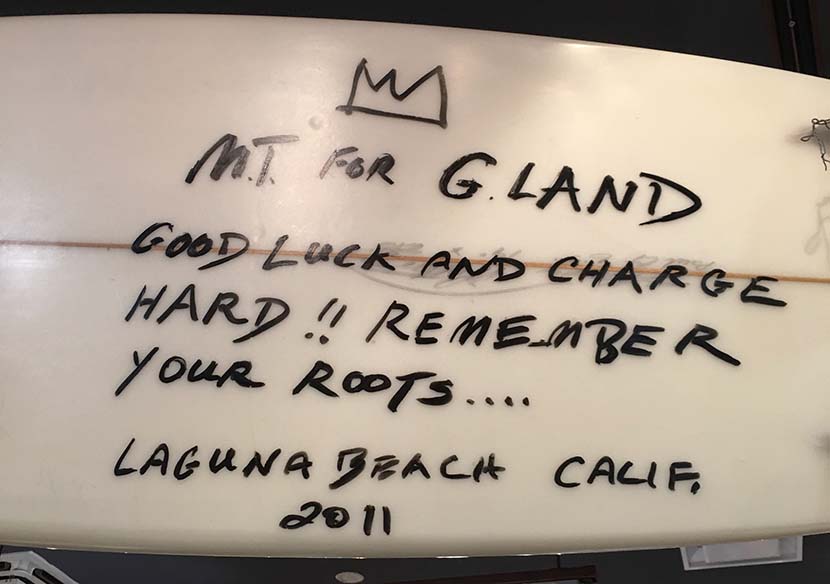 M.T. FOR G.LAND
GOOD LUCK AND CHARGE
HARD!! REMEMBER
YOUR ROOTS....
LAGUNA BEACH CALIF.
2011